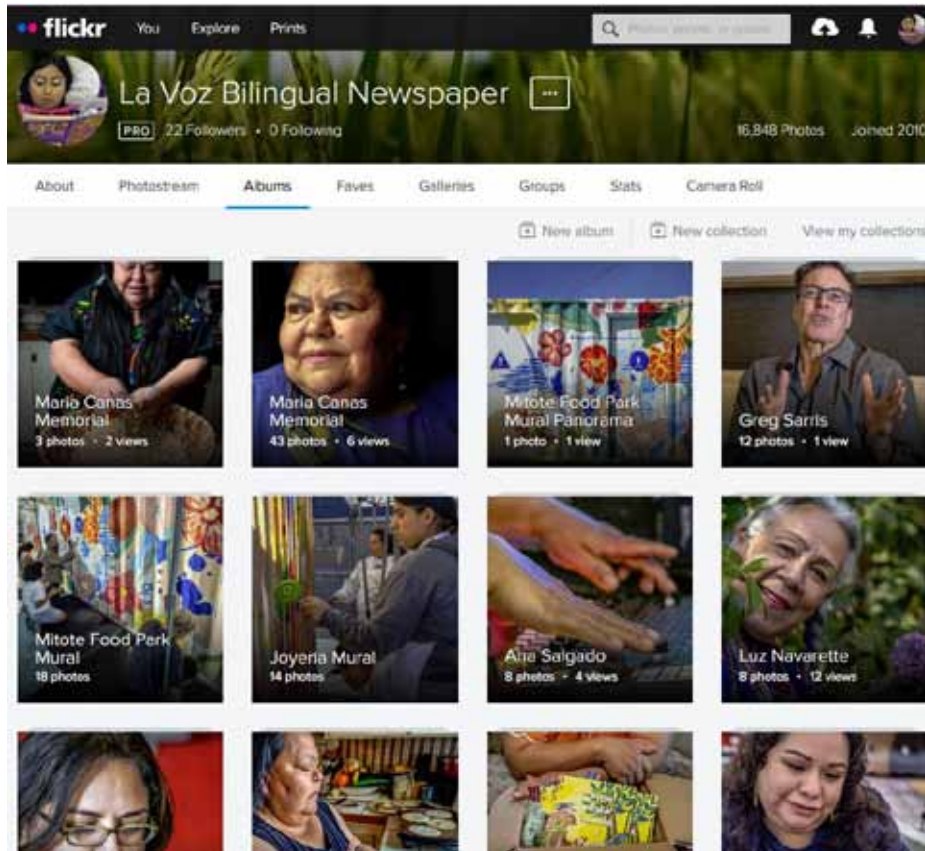 flickr You Explore Prints
La Voz Bilingual Newspaper
PRO 22 Followers • 0 Following
16,848 Photos Joined 2010
About Photostream Albums Faves Galleries Groups Stats Camera Roll
New album New collection View my collections
Maria Canas
Memorial
3 photos • 2 views
Maria Canas
Memorial
43 photos • 6 views
Mitote Food Park
Mural Panorama
1 photo • 1 view
Greg Sarris
12 photos • 1 view
Mitote Food Park
Mural
18 photos
Joyeria Mural
14 photos
Ana Salgado
8 photos • 4 views
Luz Navarette
8 photos • 12 views